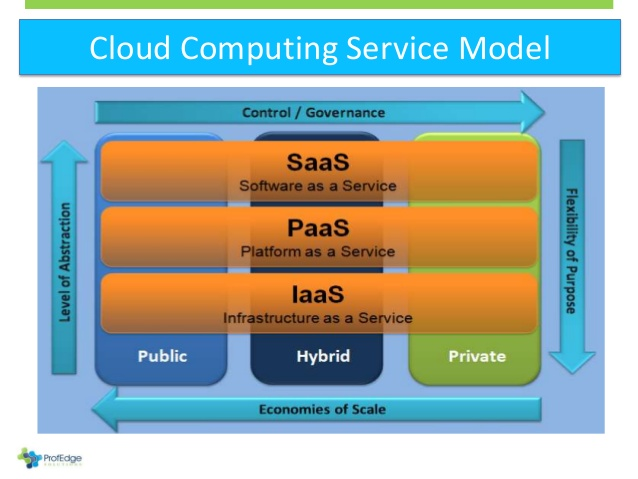 Cloud Computing Service Model
Control / Governance
Level of Abstraction
SaaS
Software as a Service
PaaS
Platform as a Service
IaaS
Infrastructure as a Service
Flexibility of Purpose
Public
Hybrid
Private
Economies of Scale
ProfEdge
SOLUTIONS